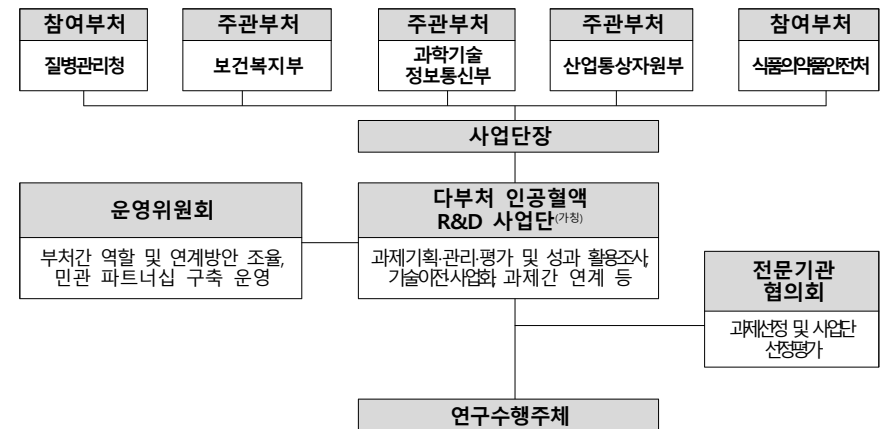 참여부처 주관부처 주관부처 주관부처 참여부처
질병관리청 보건복지부 과학기술 정보통신부 산업통상자원부 식품의약품안전처
사업단장
운영위원회
부처간 역할 및 연계방안 조율,
민관 파트너십 구축 운영
다부처 인공혈액
R&D 사업단(가칭)
과제기획·관리·평가 및 성과 활용조사,
기술이전·사업화, 과제간 연계 등
전문기관
협의회
과제선정 및 사업단
선정평가
연구수행주체